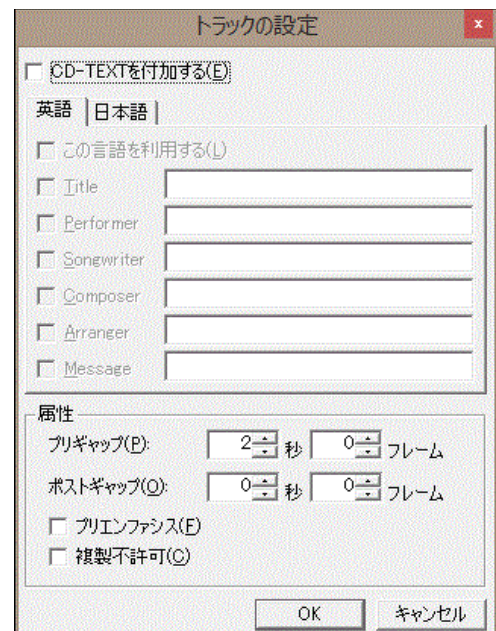 トラックの設定
x
CD-TEXTを付加する(E)
英語 日本語
この言語を利用する(L)
Title
Performer
Songwriter
Composer
Arranger
Message
属性
プリギャップ(P): 2 秒 0 フレーム
ポストギャップ(O): 0 秒 0 フレーム
プリエンファシス(F)
複製不許可(C)
OK キャンセル